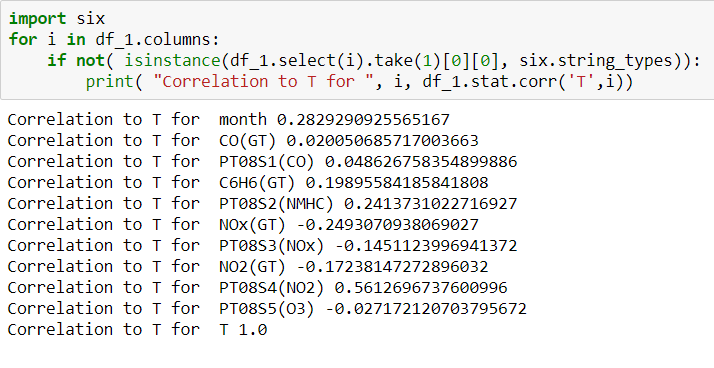 import six
for i in df_1.columns:
    if not( isinstance(df_1.select(i).take(1)[0][0], six.string_types)):
        print( "Correlation to T for ", i, df_1.stat.corr('T',i))
Correlation to T for  month 0.2829290925565167
Correlation to T for  CO(GT) 0.020050685717003663
Correlation to T for  PT08S1(CO) 0.048626758354899886
Correlation to T for  C6H6(GT) 0.19895584185841808
Correlation to T for  PT08S2(NMHC) 0.2413731022716927
Correlation to T for  NOx(GT) -0.2493070938069027
Correlation to T for  PT08S3(NOx) -0.1451123996941372
Correlation to T for  NO2(GT) -0.17238147272896032
Correlation to T for  PT08S4(NO2) 0.5612696737600996
Correlation to T for  PT08S5(O3) -0.027172120703795672
Correlation to T for  T 1.0